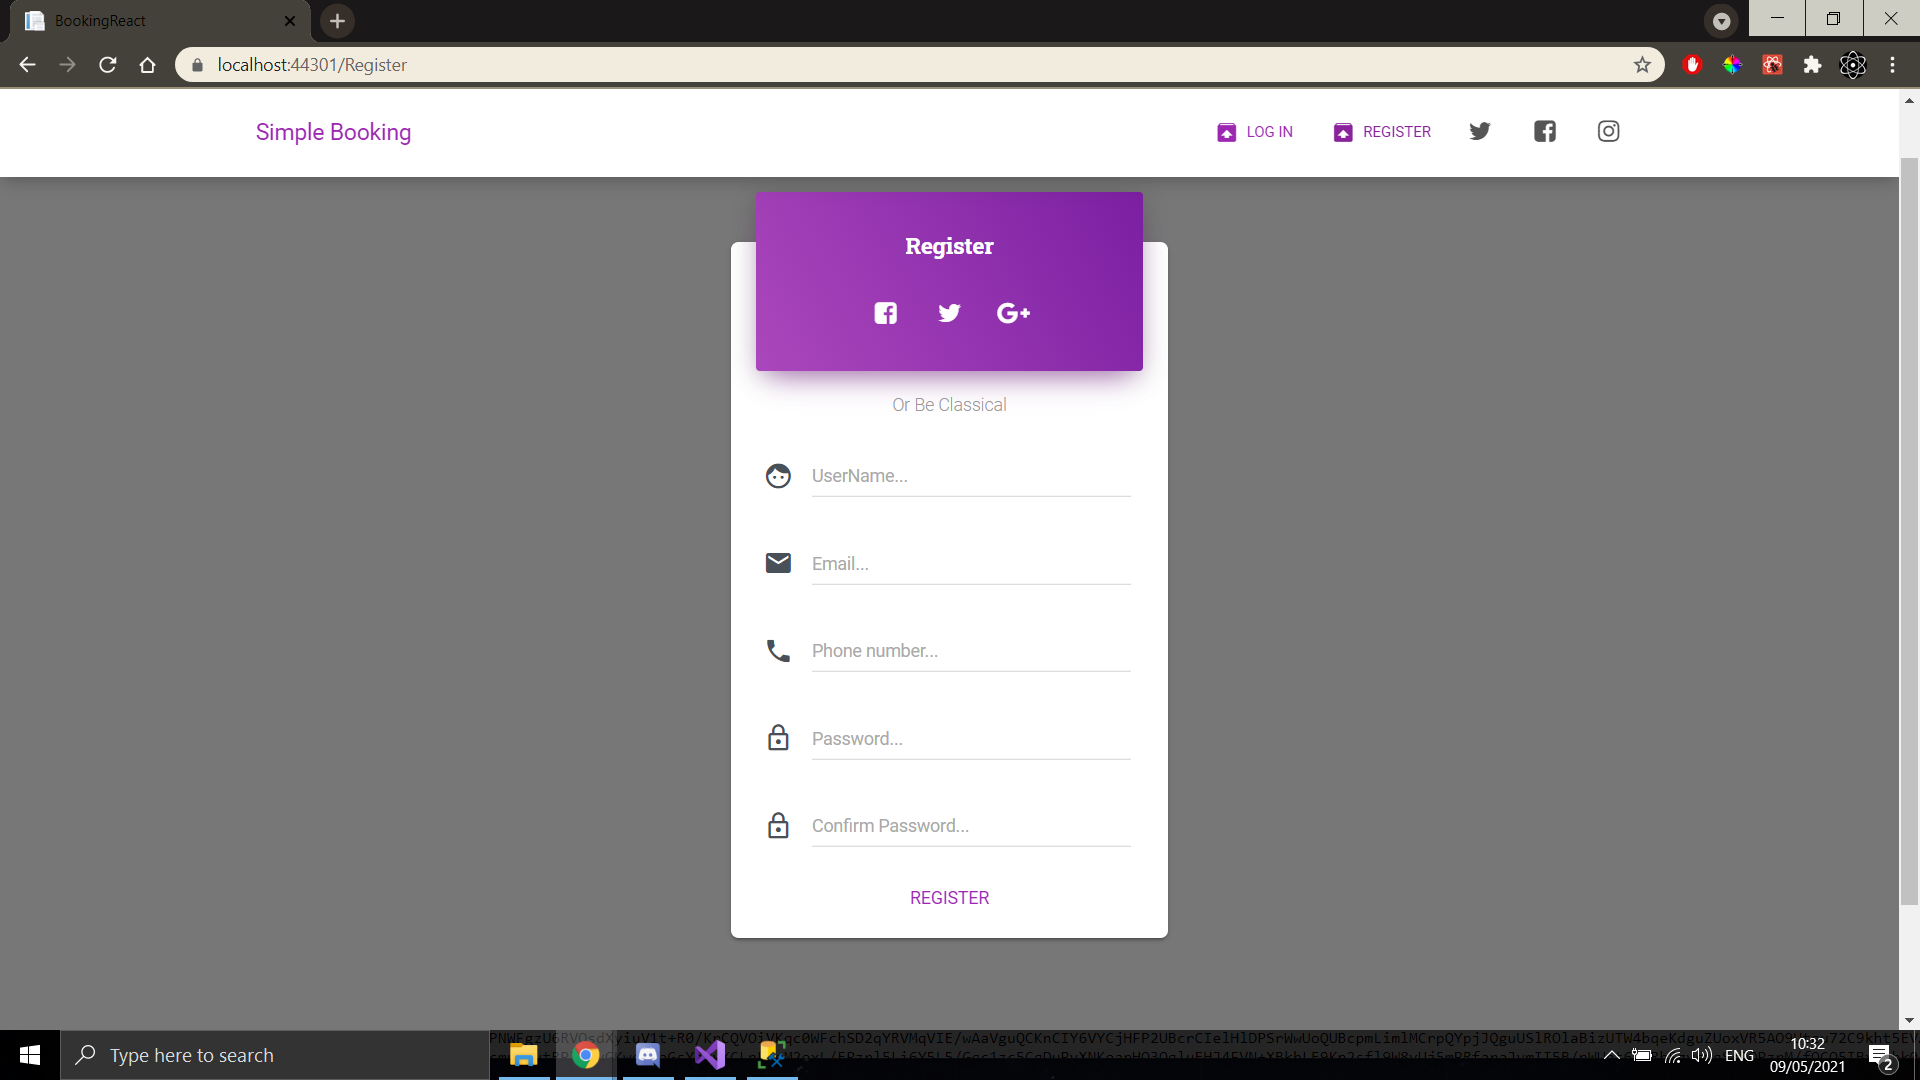 BookingReact
localhost:44301/Register
Simple Booking
LOG IN
REGISTER
Register
G+
Or Be Classical
UserName...
Email...
Phone number...
Password...
Confirm Password...
REGISTER
Type here to search
ENG
10:32
09/05/2021
2